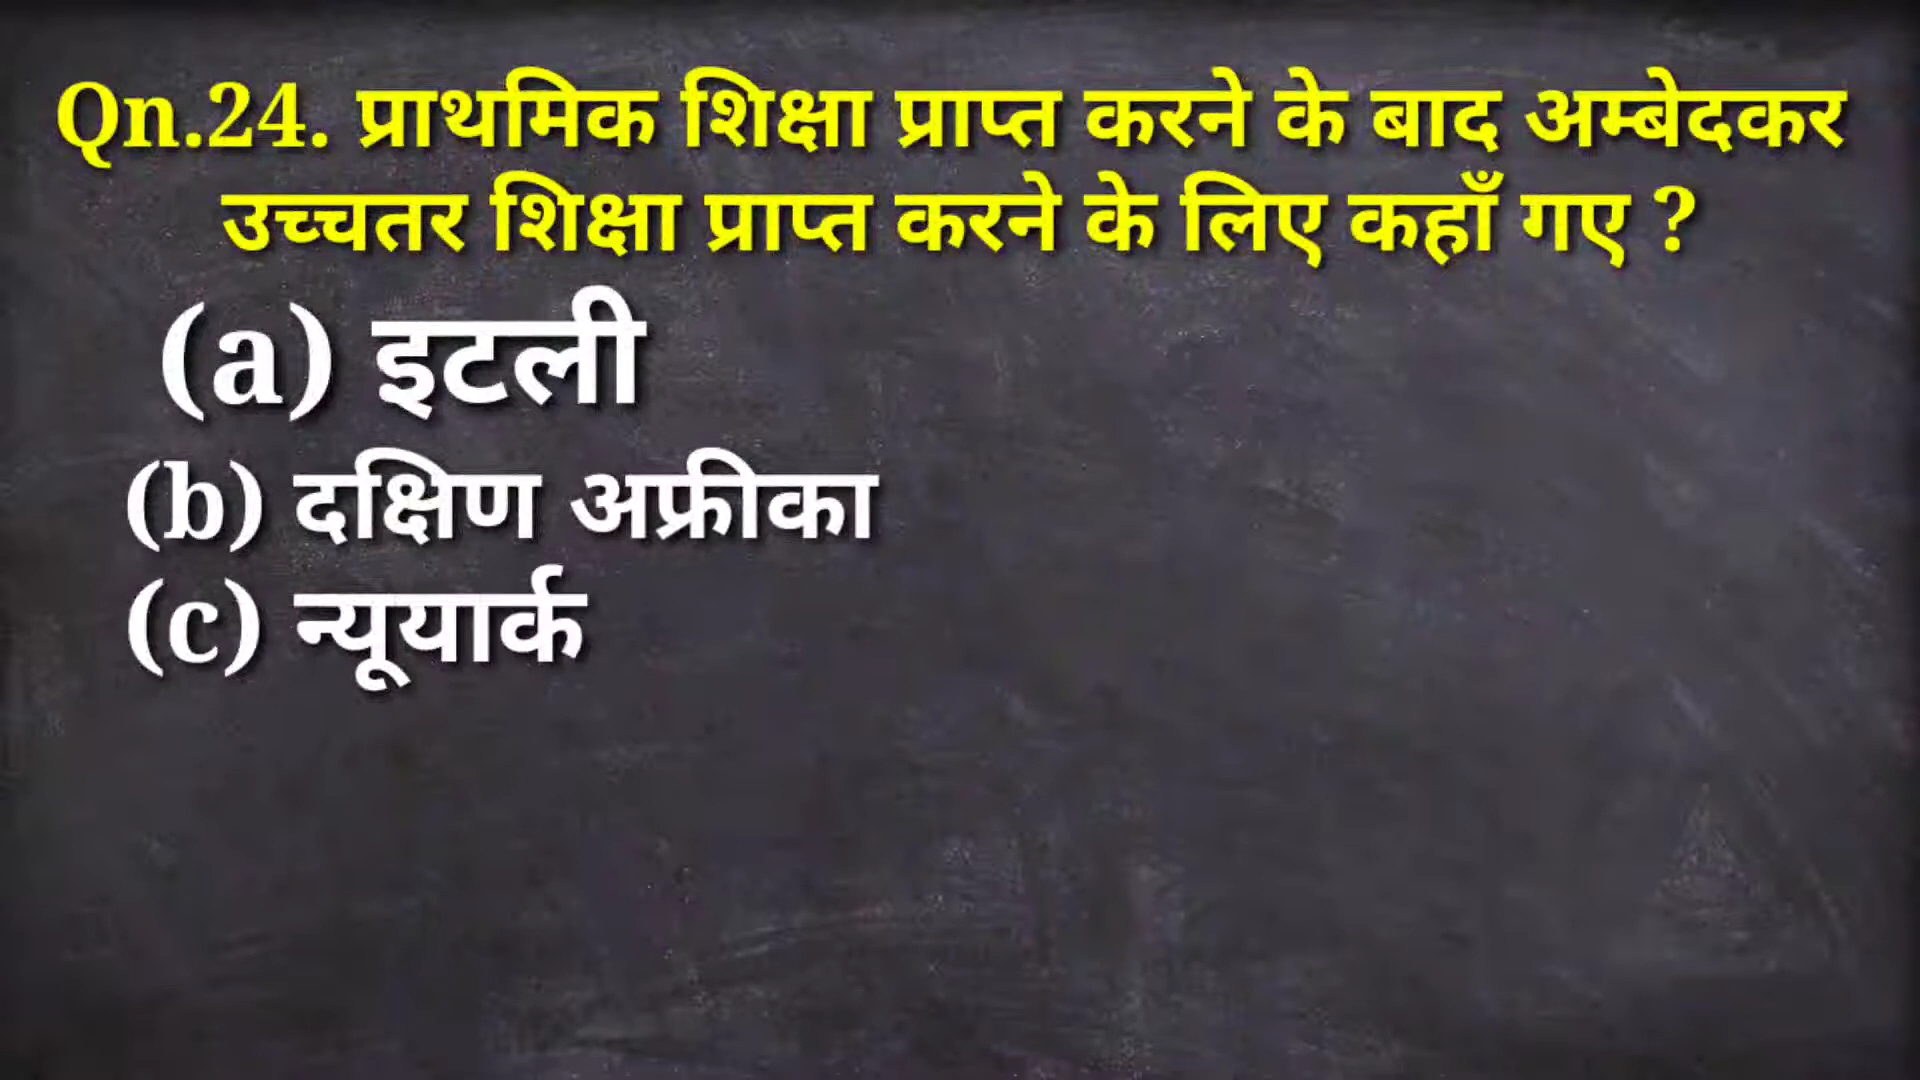 Qn.24. प्राथमिक शिक्षा प्राप्त करने के बाद अम्बेदकर
उच्चतर शिक्षा प्राप्त करने के लिए कहाँ गए ?
(a) इटली
(b) दक्षिण अफ्रीका
(c) न्यूयार्क